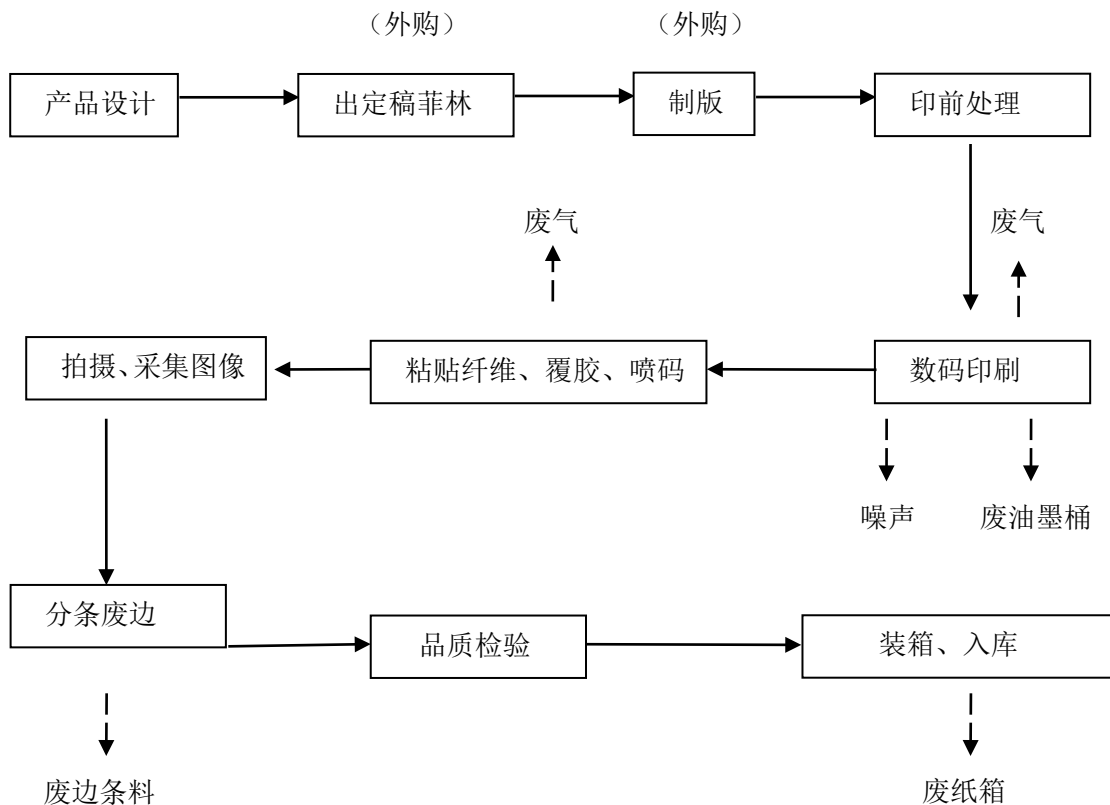 （外购）
（外购）
产品设计
出定稿菲林
制版
印前处理
废气
废气
拍摄、采集图像
粘贴纤维、覆胶、喷码
数码印刷
噪声
废油墨桶
分条废边
品质检验
装箱、入库
废边条料
废纸箱